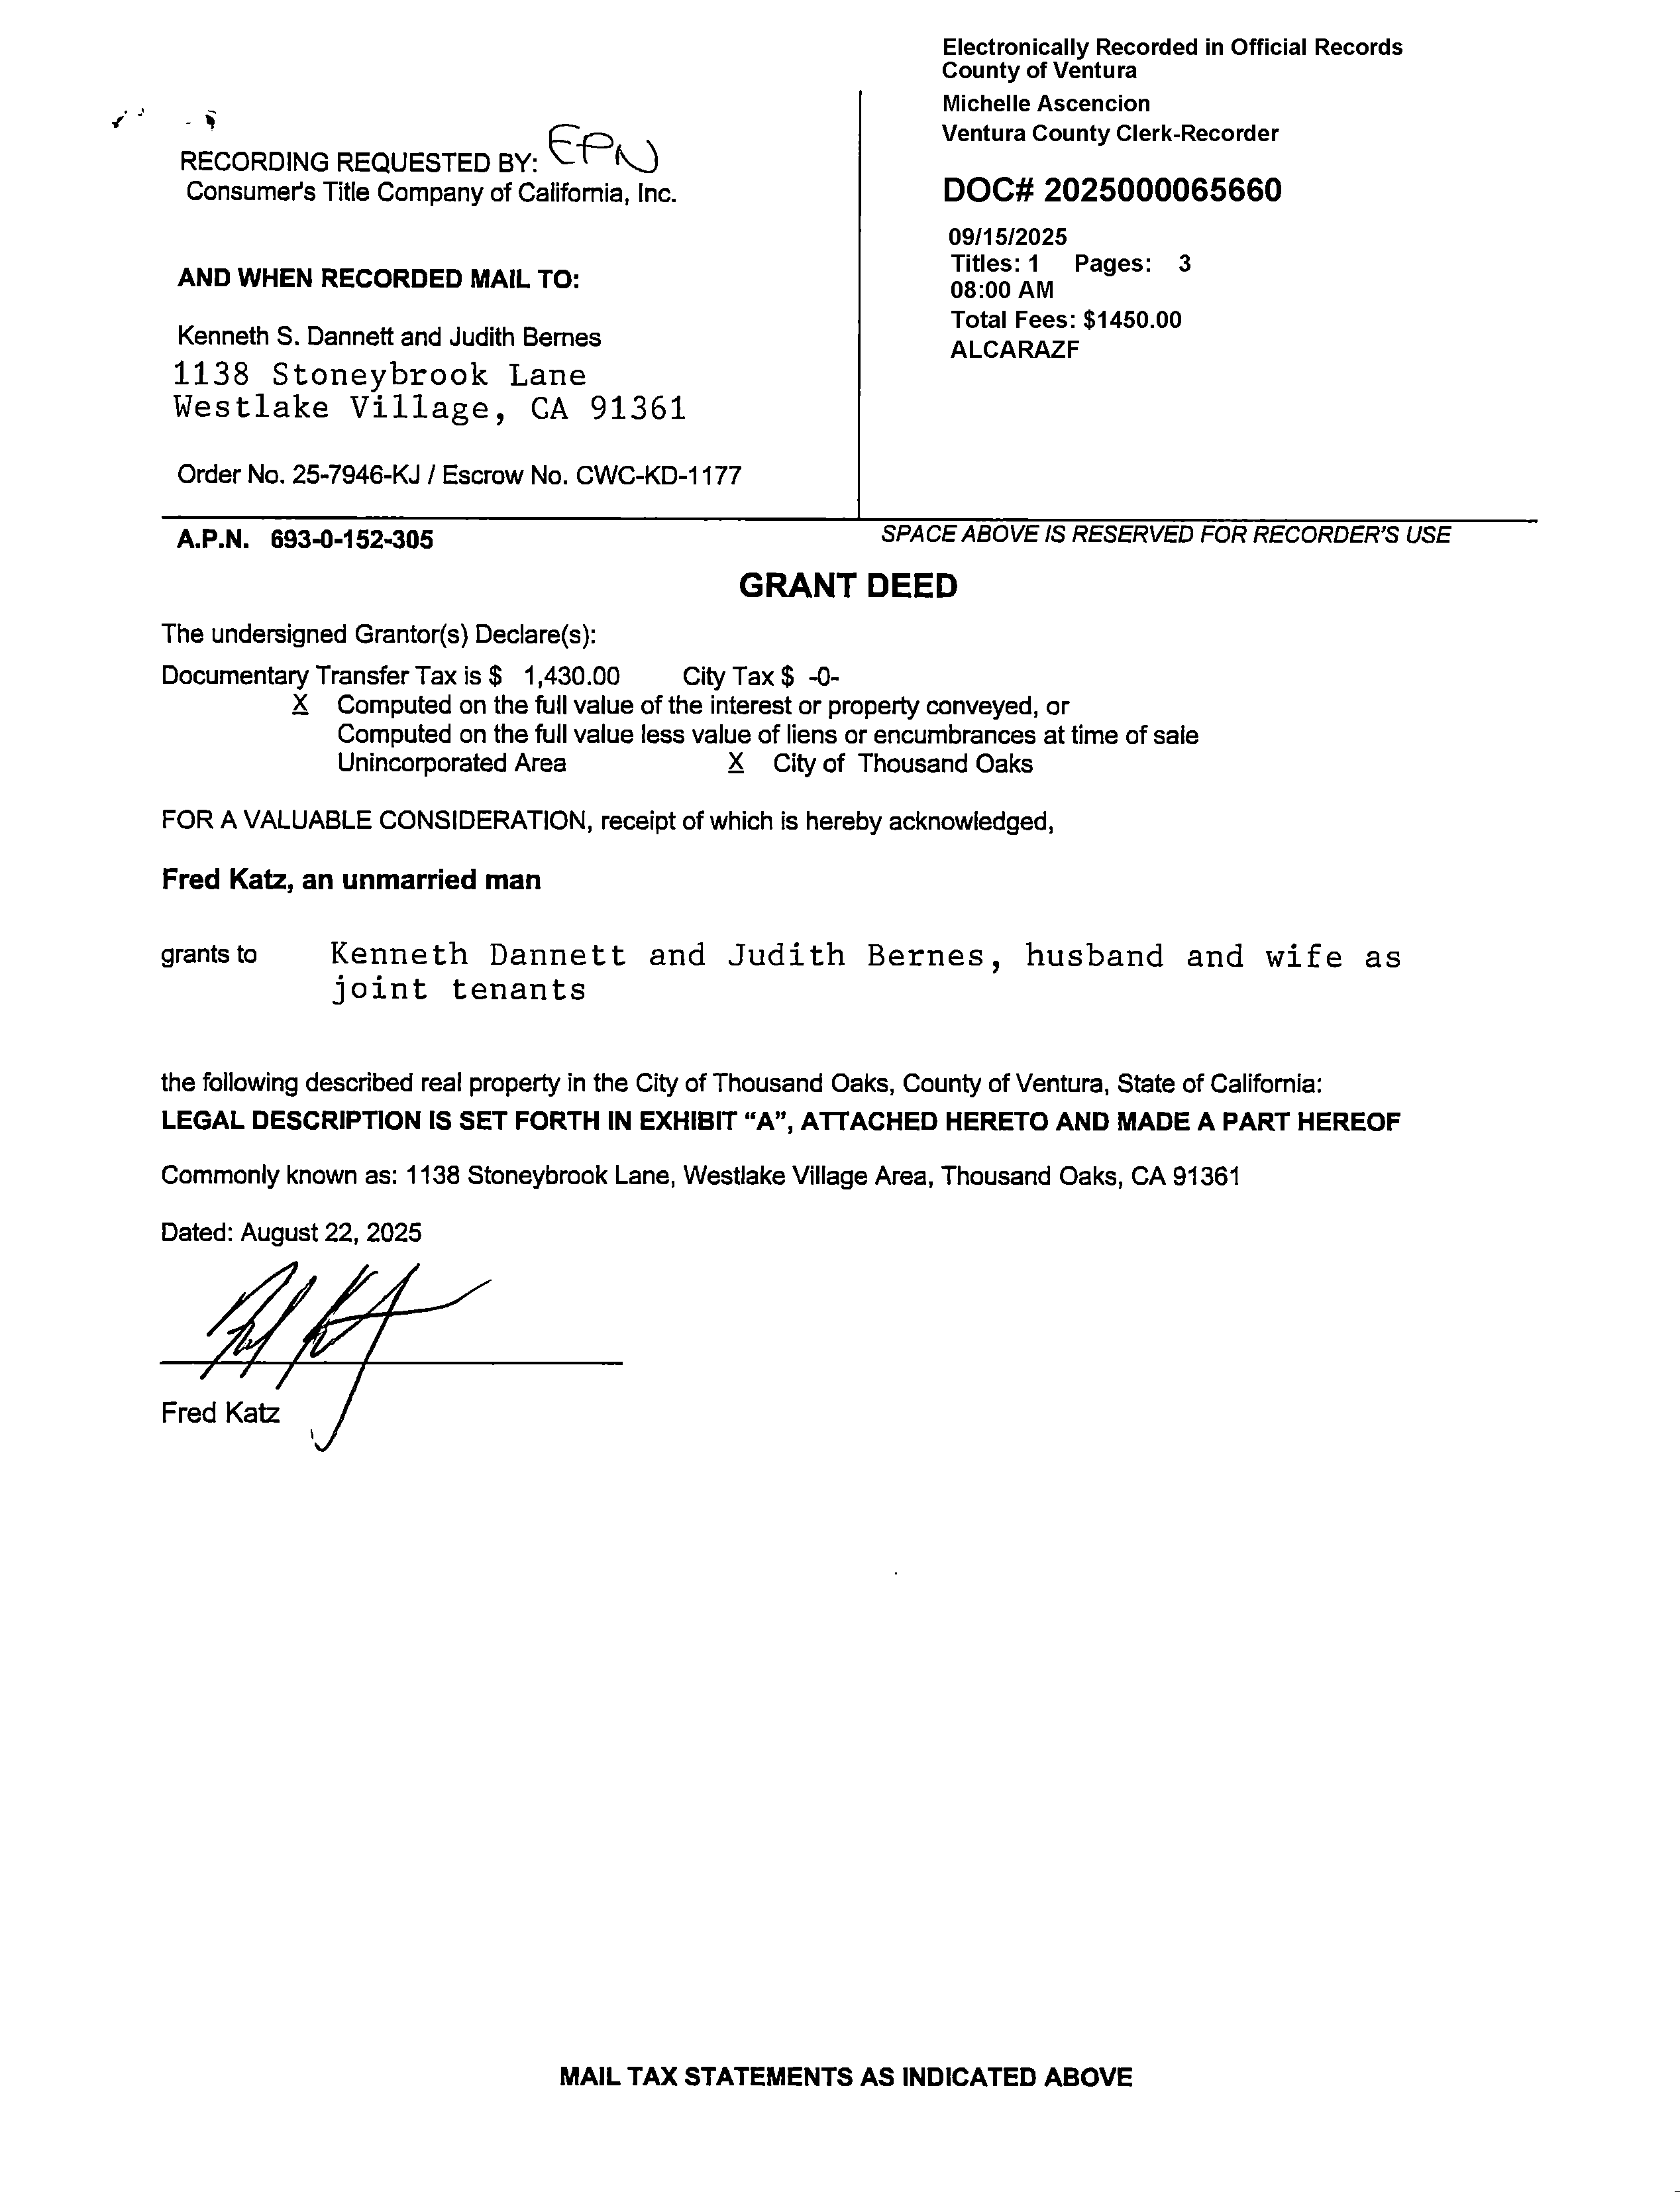 Electronically Recorded in Official Records
County of Ventura
Michelle Ascencion
Ventura County Clerk-Recorder
DOC# 2025000065660
09/15/2025
Titles: 1 Pages: 3
08:00 AM
Total Fees: $1450.00
ALCARAZF
RECORDING REQUESTED BY: EPN
Consumer's Title Company of California, Inc.
AND WHEN RECORDED MAIL TO:
Kenneth S. Dannett and Judith Bernes
1138 Stoneybrook Lane
Westlake Village, CA 91361
Order No. 25-7946-KJ / Escrow No. CWC-KD-1177
A.P.N. 693-0-152-305
SPACE ABOVE IS RESERVED FOR RECORDER'S USE
GRANT DEED
The undersigned Grantor(s) Declare(s):
Documentary Transfer Tax is $ 1,430.00 City Tax $ -0-
X Computed on the full value of the interest or property conveyed, or
Computed on the full value less value of liens or encumbrances at time of sale
Unincorporated Area X City of Thousand Oaks
FOR A VALUABLE CONSIDERATION, receipt of which is hereby acknowledged,
Fred Katz, an unmarried man
grants to Kenneth Dannett and Judith Bernes, husband and wife as
joint tenants
the following described real property in the City of Thousand Oaks, County of Ventura, State of California:
LEGAL DESCRIPTION IS SET FORTH IN EXHIBIT “A”, ATTACHED HERETO AND MADE A PART HEREOF
Commonly known as: 1138 Stoneybrook Lane, Westlake Village Area, Thousand Oaks, CA 91361
Dated: August 22, 2025
Fred Katz
MAIL TAX STATEMENTS AS INDICATED ABOVE